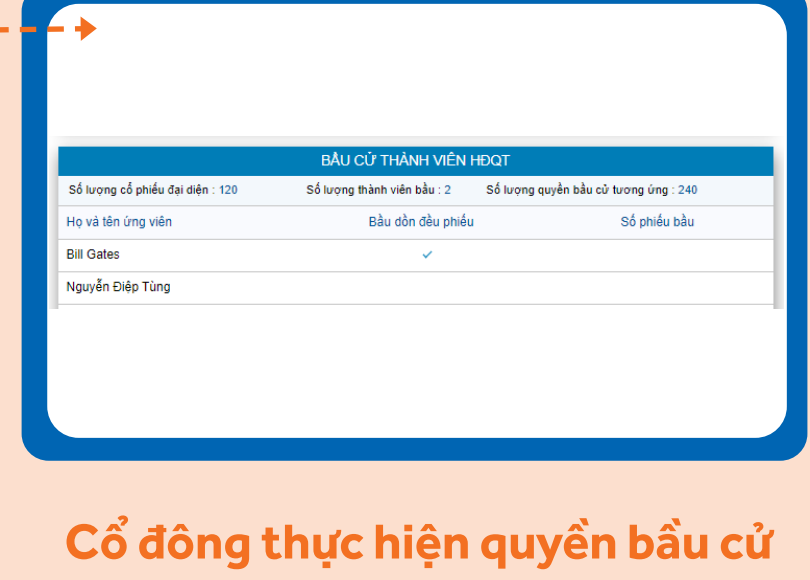 BẦU CỬ THÀNH VIÊN HĐQT
Số lượng cổ phiếu đại diện : 120 Số lượng thành viên bầu : 2 Số lượng quyền bầu cử tương ứng : 240
Họ và tên ứng viên Bầu dồn đều phiếu Số phiếu bầu
Bill Gates ✓
Nguyễn Điệp Tùng
Cổ đông thực hiện quyền bầu cử